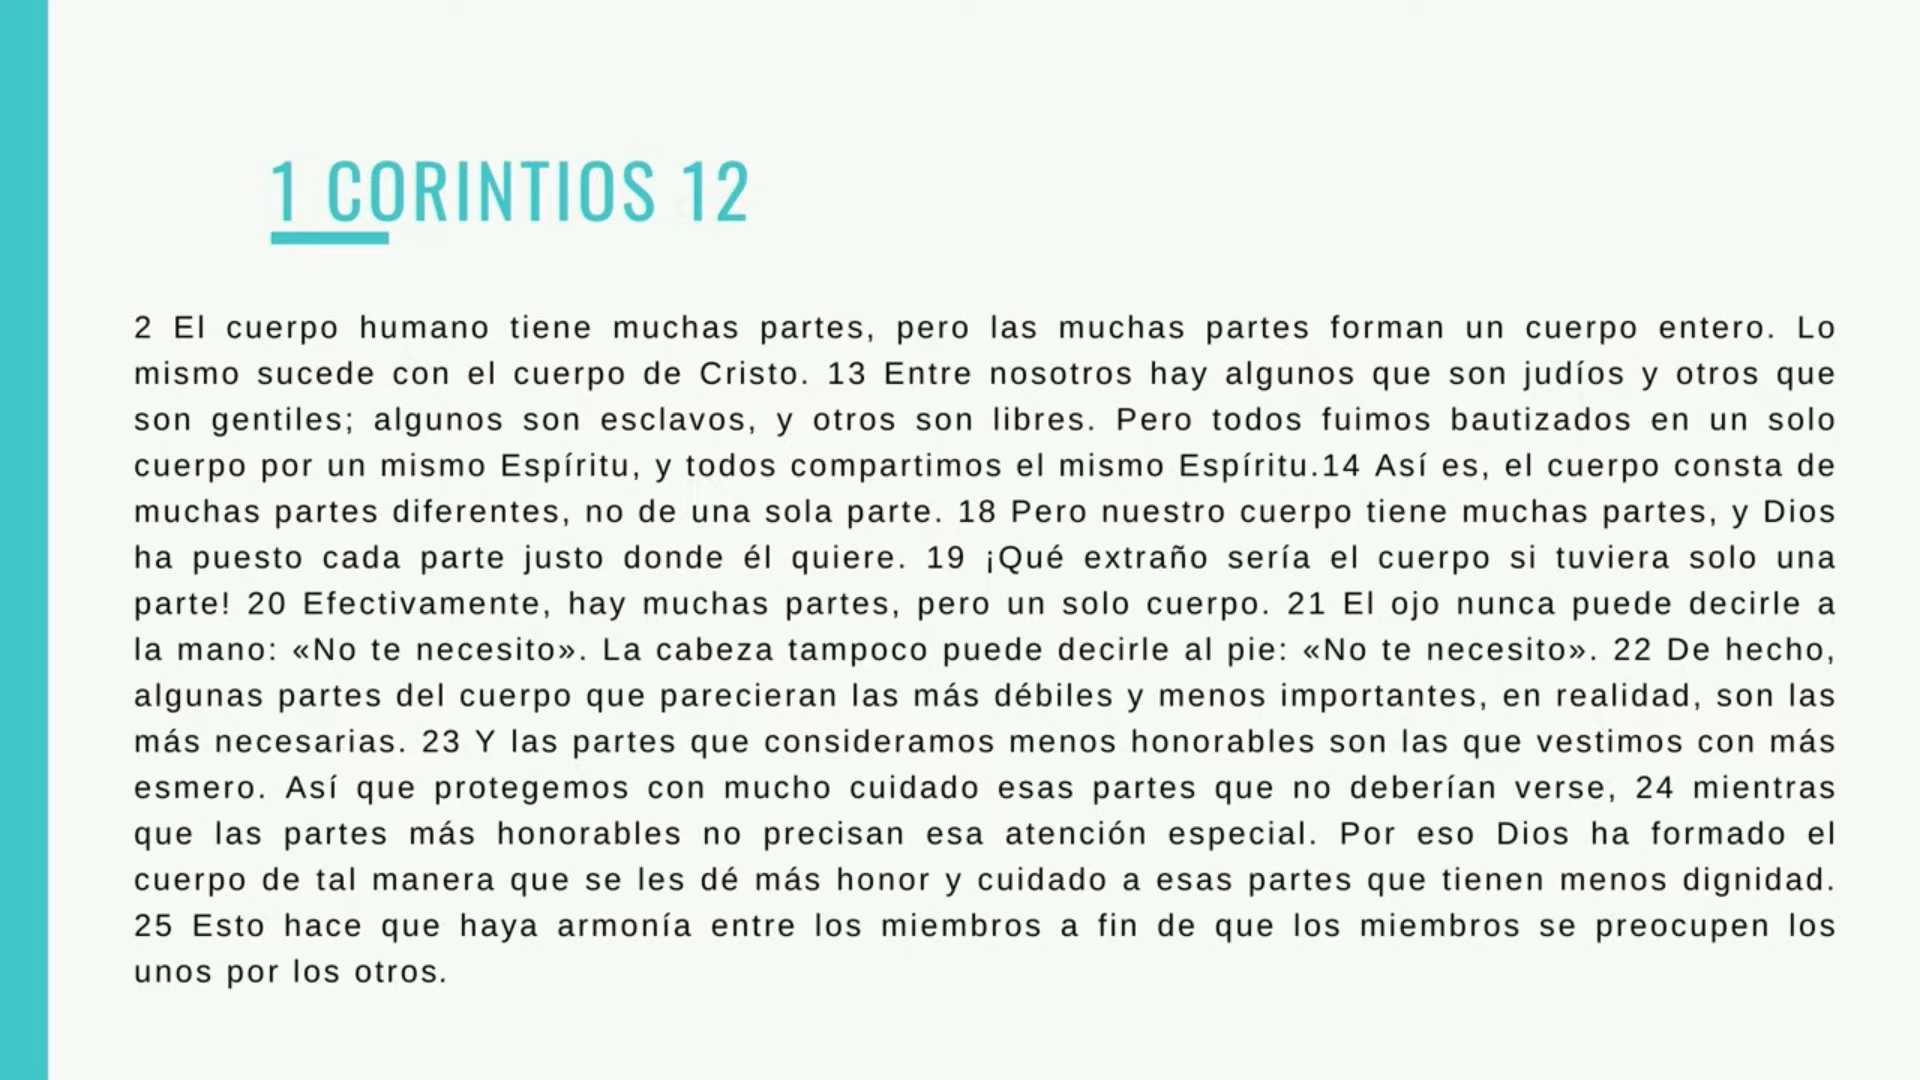 1 CORINTIOS 12
2 El cuerpo humano tiene muchas partes, pero las muchas partes forman un cuerpo entero. Lo
mismo sucede con el cuerpo de Cristo. 13 Entre nosotros hay algunos que son judíos y otros que
son gentiles; algunos son esclavos, y otros son libres. Pero todos fuimos bautizados en un solo
cuerpo por un mismo Espíritu, y todos compartimos el mismo Espíritu.14 Así es, el cuerpo consta de
muchas partes diferentes, no de una sola parte. 18 Pero nuestro cuerpo tiene muchas partes, y Dios
ha puesto cada parte justo donde él quiere. 19 ¡Qué extraño sería el cuerpo si tuviera solo una
parte! 20 Efectivamente, hay muchas partes, pero un solo cuerpo. 21 El ojo nunca puede decirle a
la mano: «No te necesito». La cabeza tampoco puede decirle al pie: «No te necesito». 22 De hecho,
algunas partes del cuerpo que parecieran las más débiles y menos importantes, en realidad, son las
más necesarias. 23 Y las partes que consideramos menos honorables son las que vestimos con más
esmero. Así que protegemos con mucho cuidado esas partes que no deberían verse, 24 mientras
que las partes más honorables no precisan esa atención especial. Por eso Dios ha formado el
cuerpo de tal manera que se les dé más honor y cuidado a esas partes que tienen menos dignidad.
25 Esto hace que haya armonía entre los miembros a fin de que los miembros se preocupen los
unos por los otros.